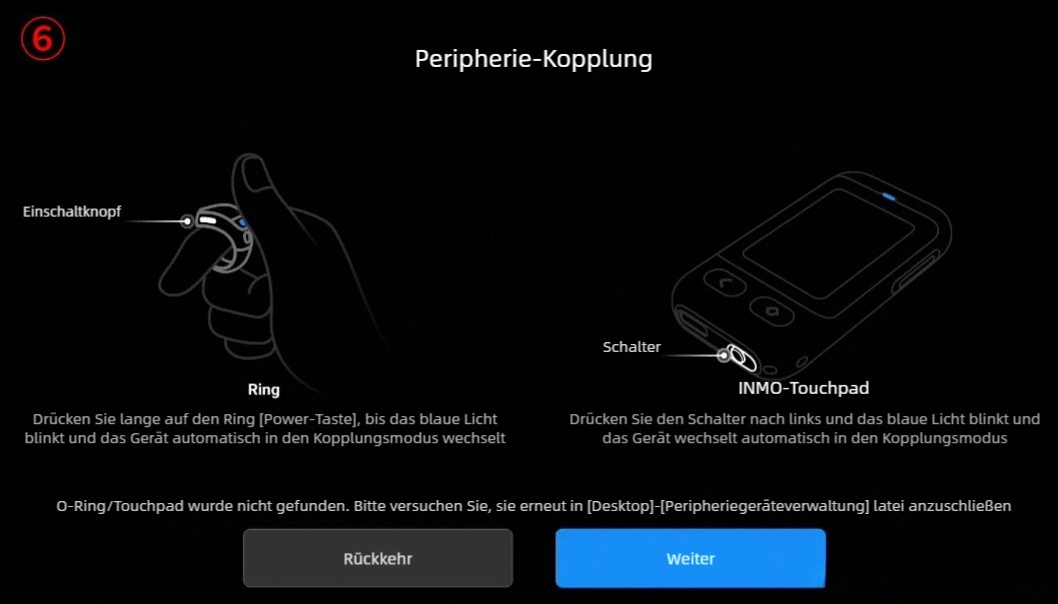 ⑥
Peripherie-Kopplung
Einschaltknopf
Schalter
Ring
Drücken Sie lange auf den Ring [Power-Taste], bis das blaue Licht
blinkt und das Gerät automatisch in den Kopplungsmodus wechselt
INMO-Touchpad
Drücken Sie den Schalter nach links und das blaue Licht blinkt und
das Gerät wechselt automatisch in den Kopplungsmodus
O-Ring/Touchpad wurde nicht gefunden. Bitte versuchen Sie, sie erneut in [Desktop]-[Peripheriegeräteverwaltung] latei anzuschließen
Rückkehr
Weiter